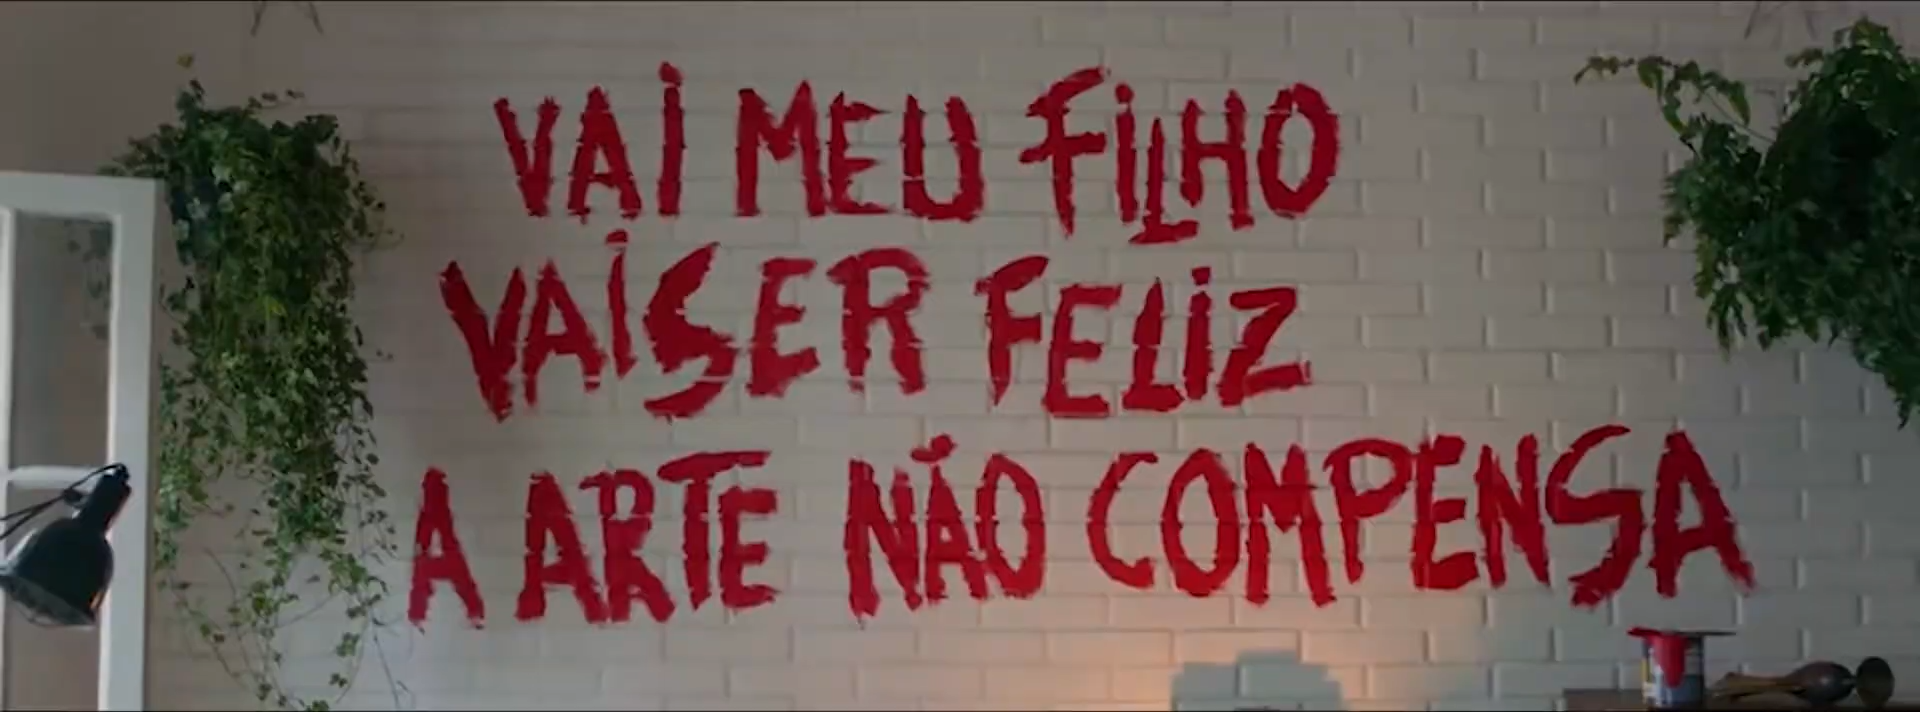 VAI MEU FILHO
VAI SER FELIZ
A ARTE NÃO COMPENSA